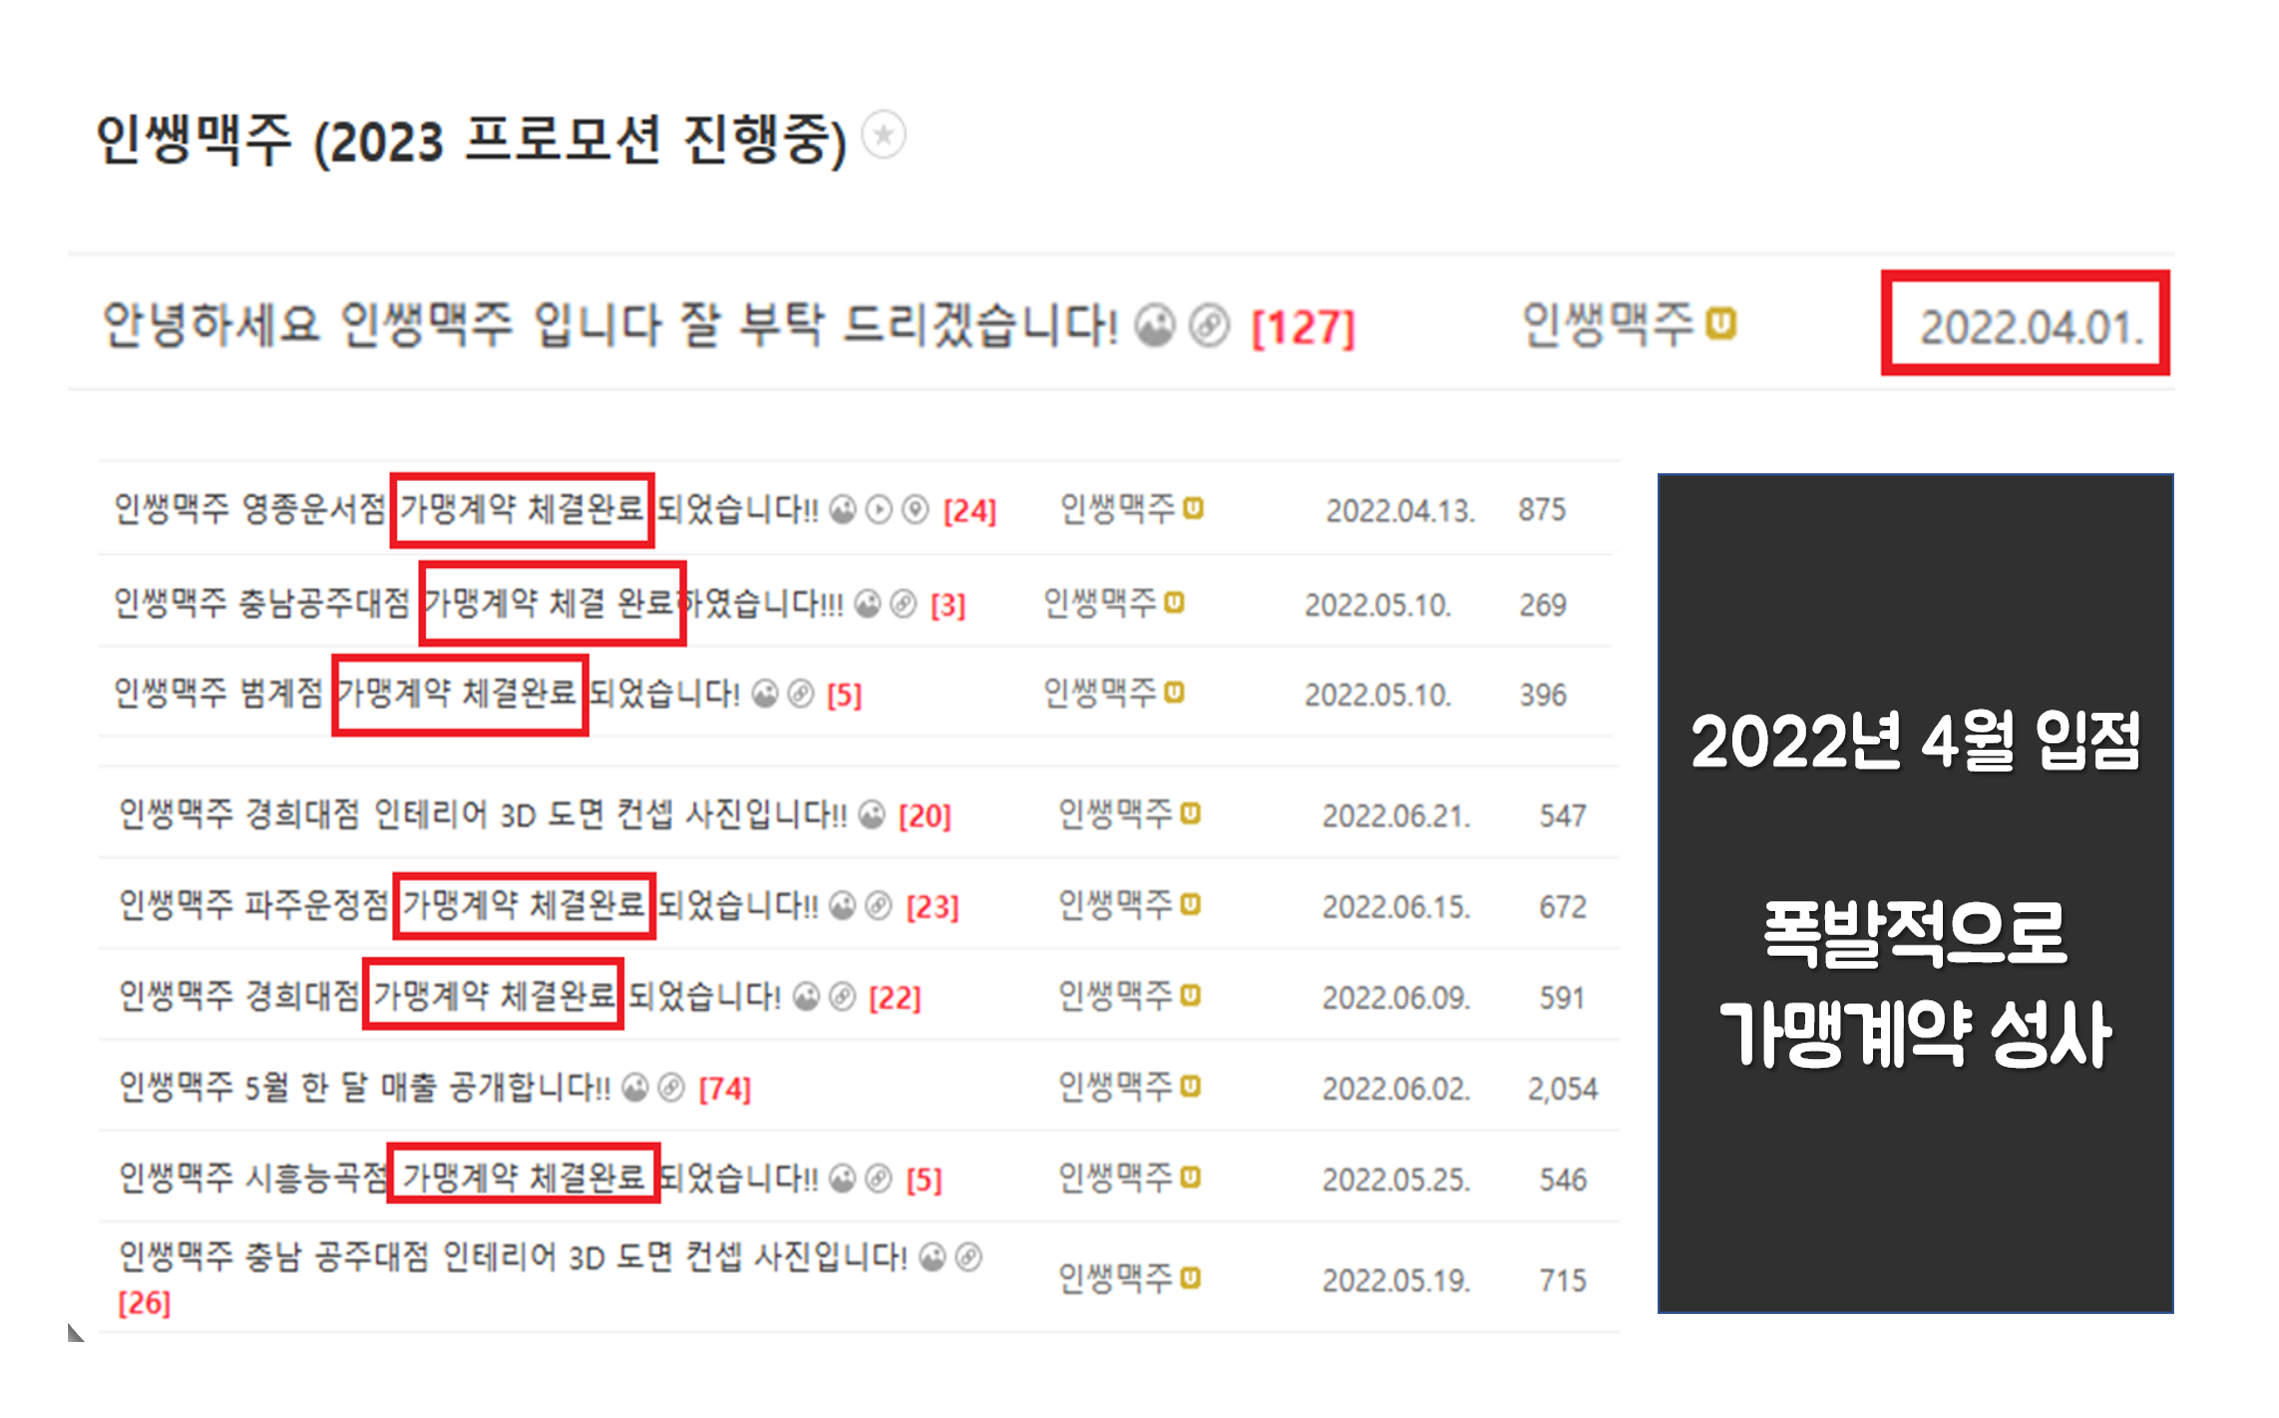 인쌩맥주 (2023 프로모션 진행중)
안녕하세요 인쌩맥주 입니다 잘 부탁 드리겠습니다! [127] 인쌩맥주 2022.04.01.
인쌩맥주 영종운서점 가맹계약 체결완료 되었습니다!! [24] 인쌩맥주 2022.04.13. 875
인쌩맥주 충남공주대점 가맹계약 체결 완료하였습니다!!! [3] 인쌩맥주 2022.05.10. 269
인쌩맥주 범계점 가맹계약 체결완료 되었습니다! [5] 인쌩맥주 2022.05.10. 396
인쌩맥주 경희대점 인테리어 3D 도면 컨셉 사진입니다!! [20] 인쌩맥주 2022.06.21. 547
인쌩맥주 파주운정점 가맹계약 체결완료 되었습니다!! [23] 인쌩맥주 2022.06.15. 672
인쌩맥주 경희대점 가맹계약 체결완료 되었습니다! [22] 인쌩맥주 2022.06.09. 591
인쌩맥주 5월 한 달 매출 공개합니다!! [74] 인쌩맥주 2022.06.02. 2,054
인쌩맥주 시흥능곡점 가맹계약 체결완료 되었습니다!! [5] 인쌩맥주 2022.05.25. 546
인쌩맥주 충남 공주대점 인테리어 3D 도면 컨셉 사진입니다!
[26] 인쌩맥주 2022.05.19. 715
2022년 4월 입점
폭발적으로
가맹계약 성사